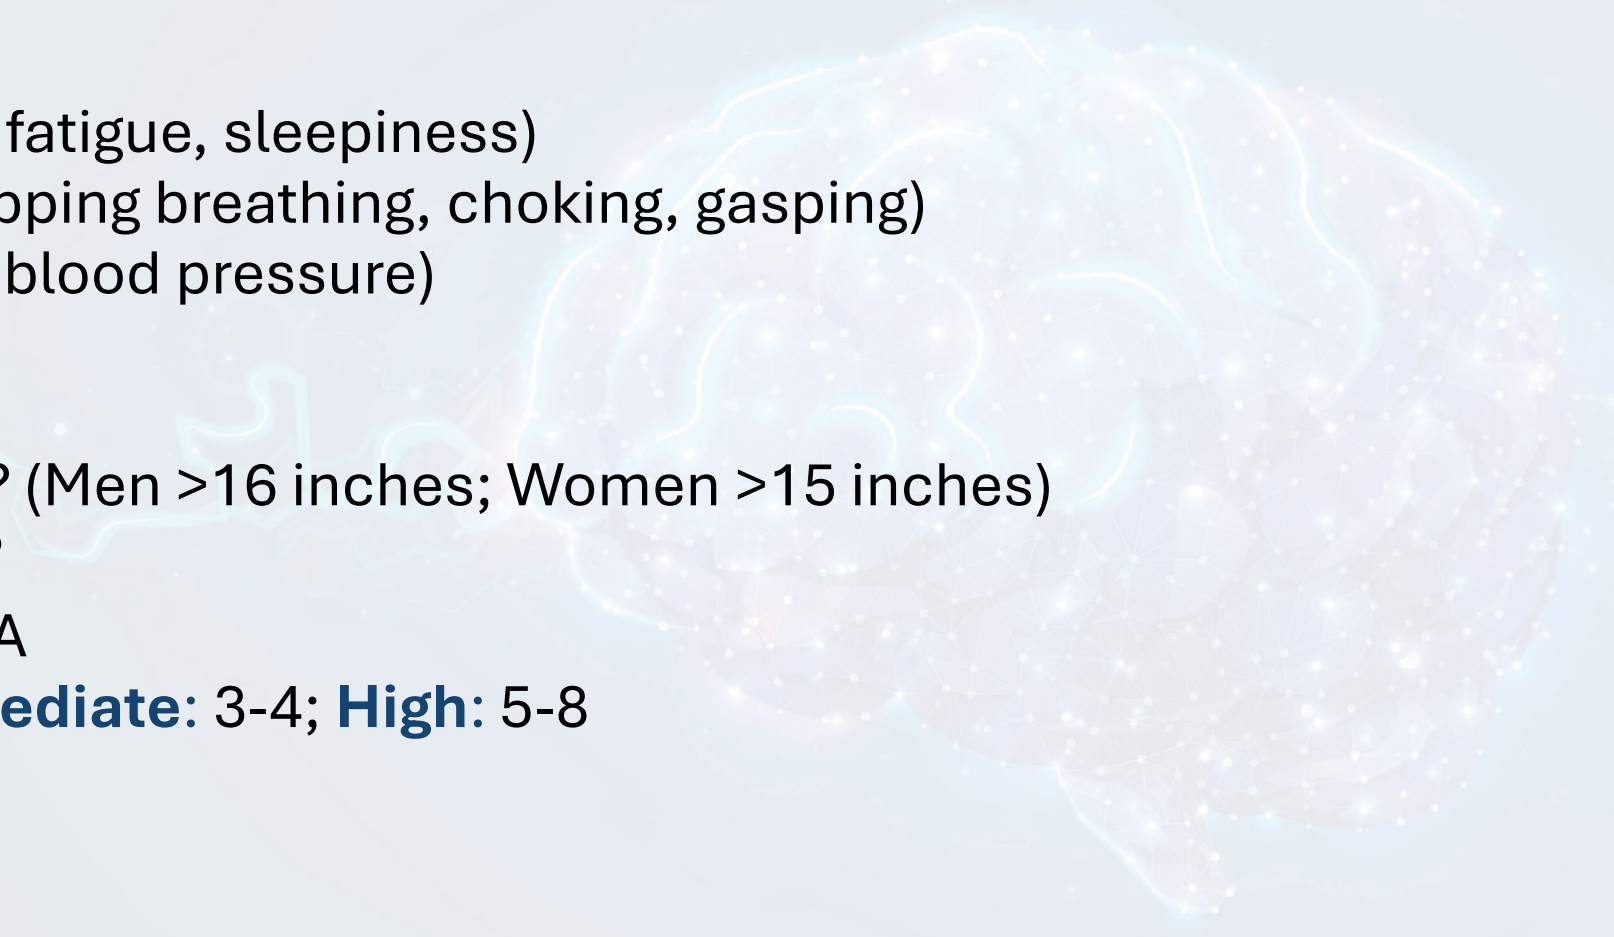 fatigue, sleepiness)
pping breathing, choking, gasping)
blood pressure)
? (Men >16 inches; Women >15 inches)
?
A
ediate: 3-4; High: 5-8